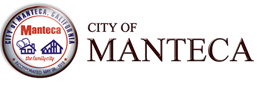 CITY OF MANTECA, CALIFORNIA
Manteca
the family city
CITY OF
MANTECA